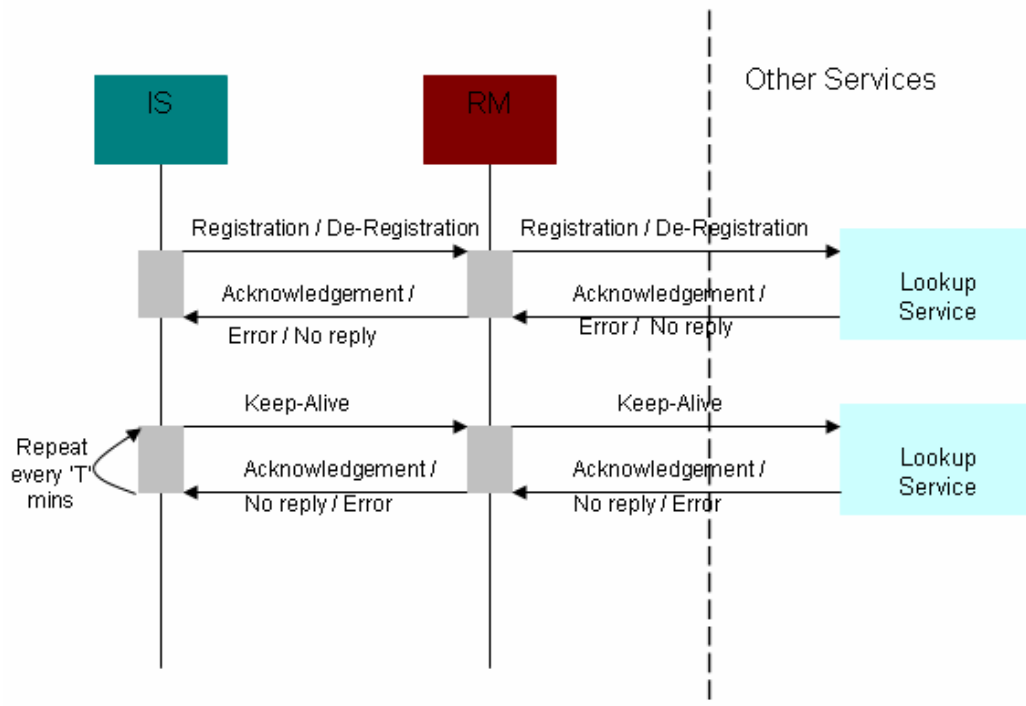 IS
RM
Other Services
Registration / De-Registration
Registration / De-Registration
Acknowledgement /
Error / No reply
Acknowledgement /
Error /  No reply
Lookup
Service
Keep-Alive
Keep-Alive
Repeat
every 'T'
mins
Acknowledgement /
No reply / Error
Acknowledgement /
No reply / Error
Lookup
Service